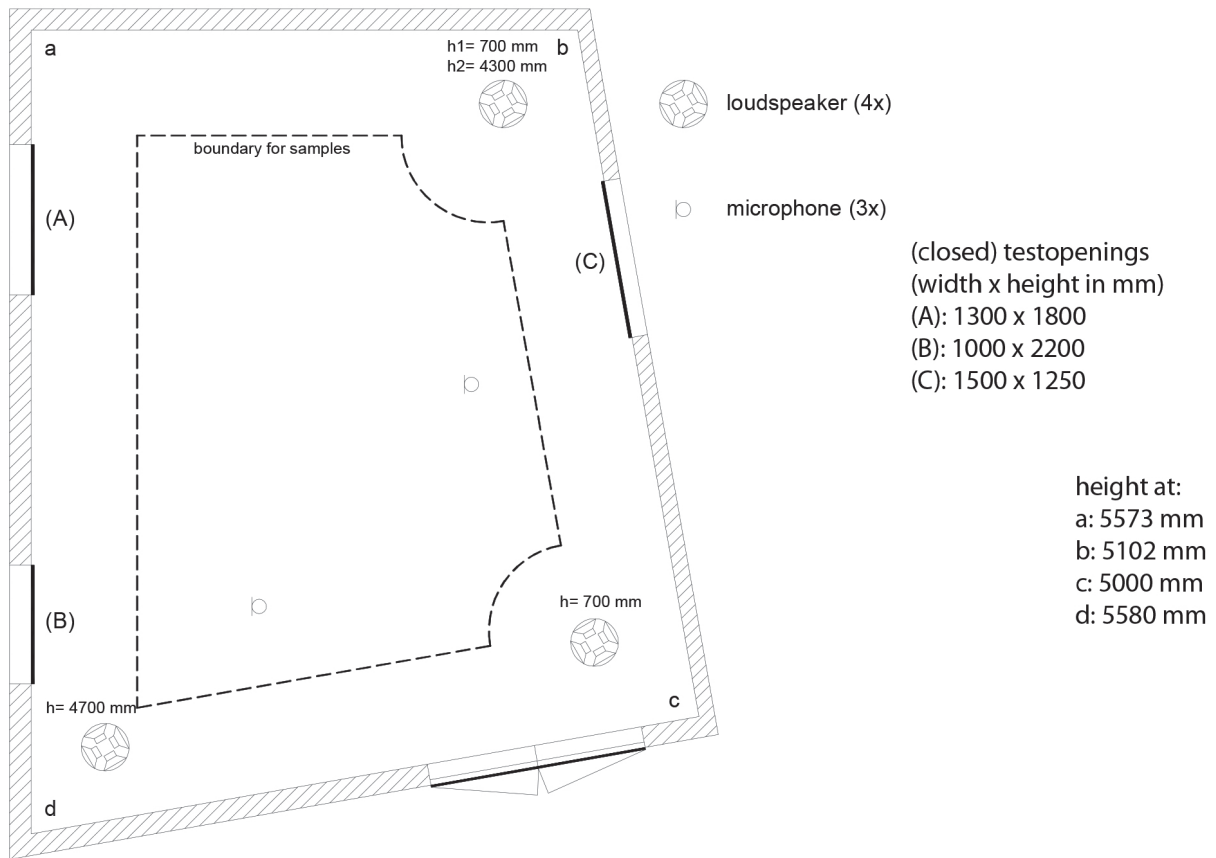 a
h1= 700 mm
h2= 4300 mm
b
loudspeaker (4x)
boundary for samples
(A)
microphone (3x)
(C)
(closed) testopenings
(width x height in mm)
(A): 1300 x 1800
(B): 1000 x 2200
(C): 1500 x 1250
height at:
a: 5573 mm
b: 5102 mm
c: 5000 mm
d: 5580 mm
h= 700 mm
(B)
h= 4700 mm
c
d